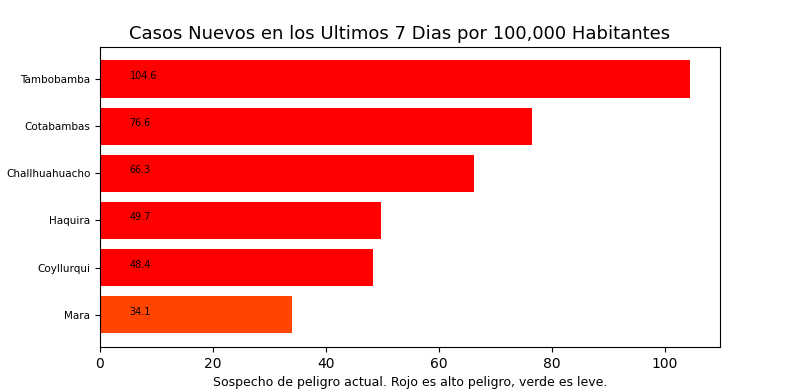 Casos Nuevos en los Ultimos 7 Dias por 100,000 Habitantes
Tambobamba 104.6
Cotabambas 76.6
Challhuahuacho 66.3
Haquira 49.7
Coyllurqui 48.4
Mara 34.1
0 20 40 60 80 100
Sospecho de peligro actual. Rojo es alto peligro, verde es leve.